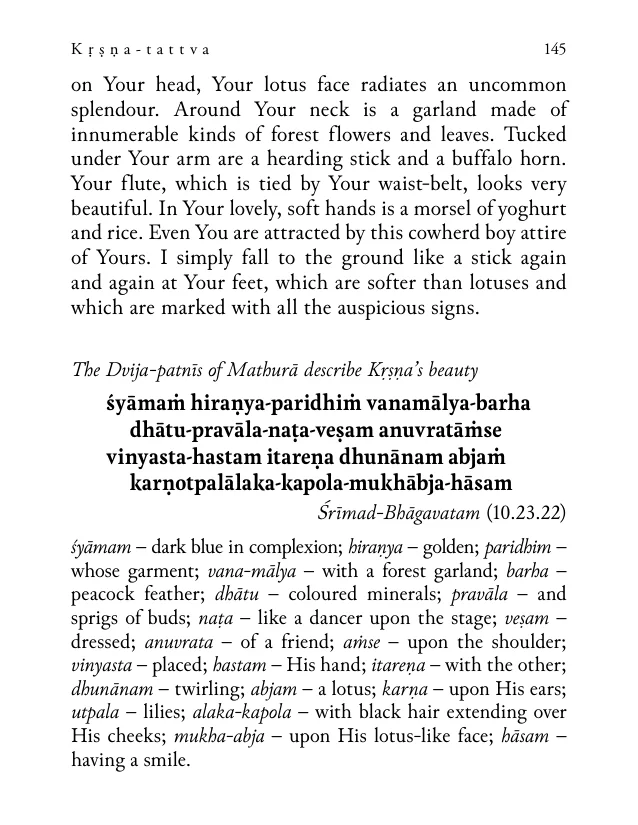 Kṛṣṇa-tattva 145
on Your head, Your lotus face radiates an uncommon
splendour. Around Your neck is a garland made of
innumerable kinds of forest flowers and leaves. Tucked
under Your arm are a hearding stick and a buffalo horn.
Your flute, which is tied by Your waist-belt, looks very
beautiful. In Your lovely, soft hands is a morsel of yoghurt
and rice. Even You are attracted by this cowherd boy attire
of Yours. I simply fall to the ground like a stick again
and again at Your feet, which are softer than lotuses and
which are marked with all the auspicious signs.
The Dvija-patnīs of Mathurā describe Kṛṣṇa’s beauty
śyāmaṁ hiraṇya-paridhiṁ vanamālya-barha
dhātu-pravāla-naṭa-veṣam anuvratāṁse
vinyasta-hastam itareṇa dhunānam abjaṁ
karṇotpalālaka-kapola-mukhābja-hāsam
Śrīmad-Bhāgavatam (10.23.22)
śyāmam – dark blue in complexion; hiraṇya – golden; paridhim –
whose garment; vana-mālya – with a forest garland; barha –
peacock feather; dhātu – coloured minerals; pravāla – and
sprigs of buds; naṭa – like a dancer upon the stage; veṣam –
dressed; anuvrata – of a friend; aṁse – upon the shoulder;
vinyasta – placed; hastam – His hand; itareṇa – with the other;
dhunānam – twirling; abjam – a lotus; karṇa – upon His ears;
utpala – lilies; alaka-kapola – with black hair extending over
His cheeks; mukha-abja – upon His lotus-like face; hāsam –
having a smile.